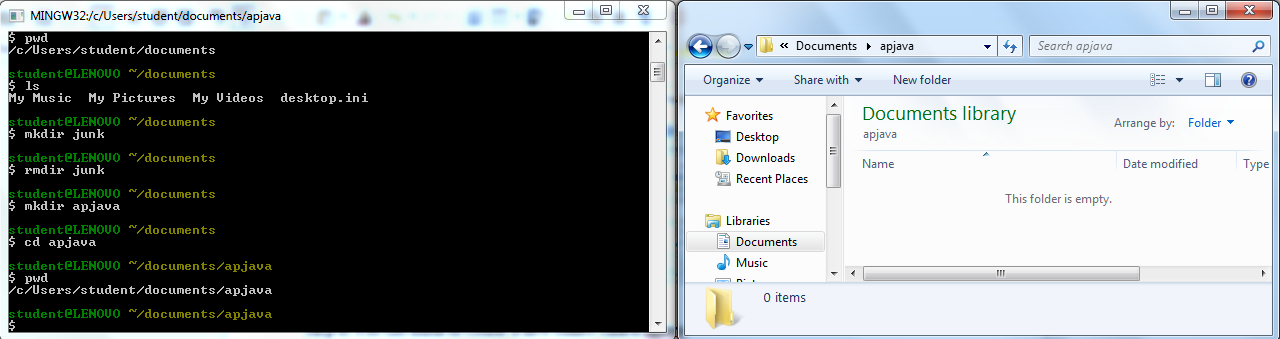 MINGW32:/c/Users/student/documents/apjava
$ pwd
/c/Users/student/documents
student@LENOVO ~/documents
$ ls
My Music  My Pictures  My Videos  desktop.ini
student@LENOVO ~/documents
$ mkdir junk
student@LENOVO ~/documents
$ rmdir junk
student@LENOVO ~/documents
$ mkdir apjava
student@LENOVO ~/documents
$ cd apjava
student@LENOVO ~/documents/apjava
$ pwd
/c/Users/student/documents/apjava
student@LENOVO ~/documents/apjava
$
« Documents ▸ apjava
Search apjava
Organize ▾ Share with ▾ New folder
Favorites
Desktop
Downloads
Recent Places
Libraries
Documents
Music
Documents library
apjava
Arrange by: Folder ▾
Name Date modified Type
This folder is empty.
0 items